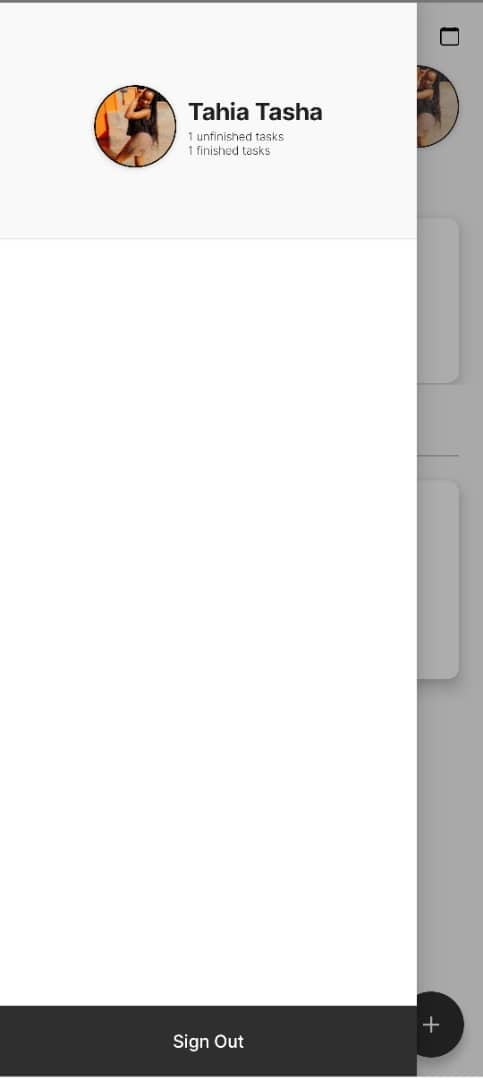 Tahia Tasha
1 unfinished tasks
1 finished tasks
Sign Out